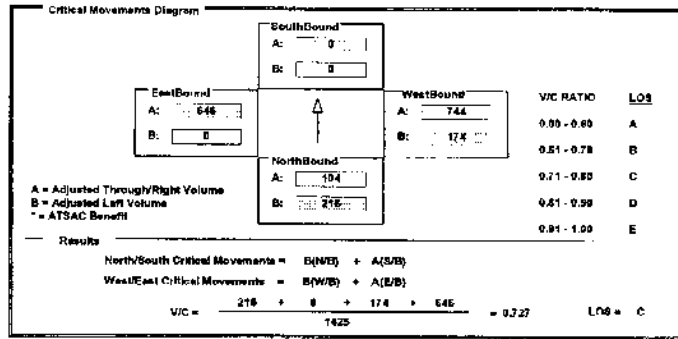 Critical Movements Diagram
SouthBound
A: 0
B: 0
EastBound
A: 646
B: 0
WestBound
A: 744
B: 174
NorthBound
A: 104
B: 216
V/C RATIO LOS
0.00 - 0.60 A
0.61 - 0.70 B
0.71 - 0.80 C
0.81 - 0.90 D
0.91 - 1.00 E
A = Adjusted Through/Right Volume
B = Adjusted Left Volume
* = ATSAC Benefit
Results
North/South Critical Movements = B(N/B) + A(S/B)
West/East Critical Movements = B(W/B) + A(E/B)
V/C = 216 + 0 + 174 + 646 = 0.727 LOS = C
1425